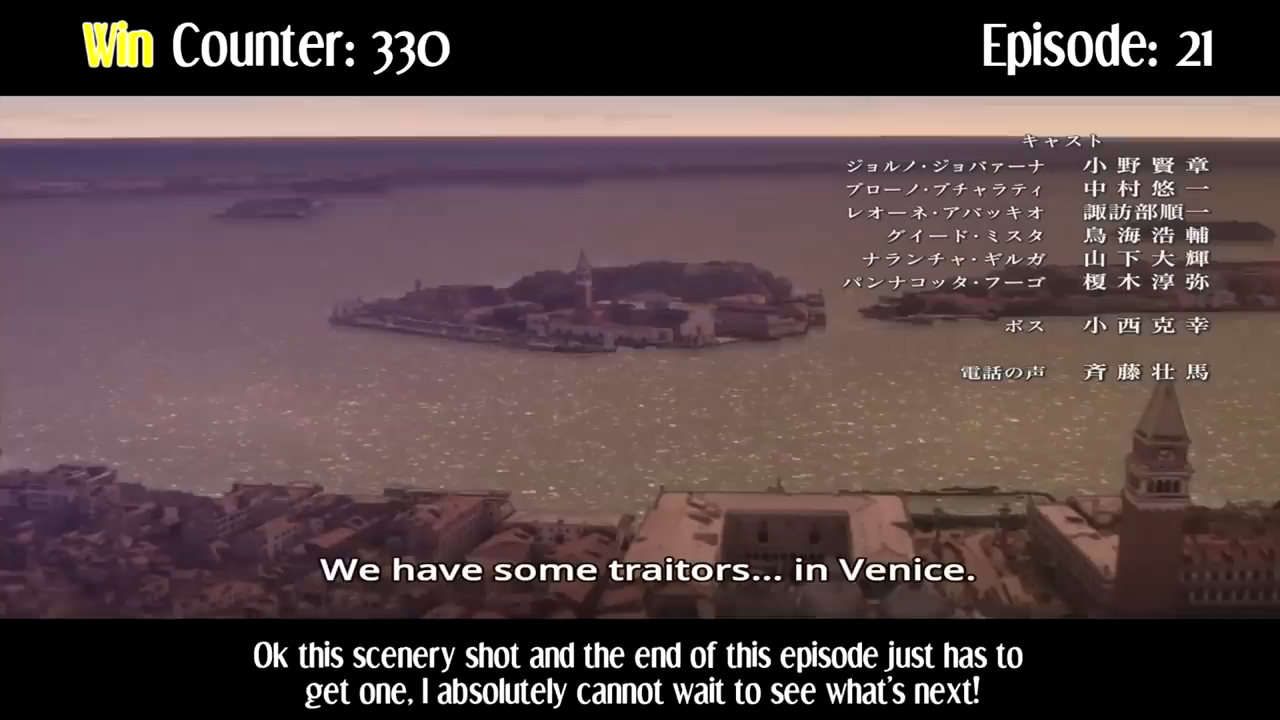 Win Counter: 330
Episode: 21
キャスト
ジョルノ・ジョバァーナ 小野賢章
ブローノ・ブチャラティ 中村悠一
レオーネ・アバッキオ 諏訪部順一
グイード・ミスタ 鳥海浩輔
ナランチャ・ギルガ 山下大輝
パンナコッタ・フーゴ 榎木淳弥
ボス 小西克幸
電話の声 斉藤壮馬
We have some traitors... in Venice.
Ok this scenery shot and the end of this episode just has to
get one, I absolutely cannot wait to see what's next!